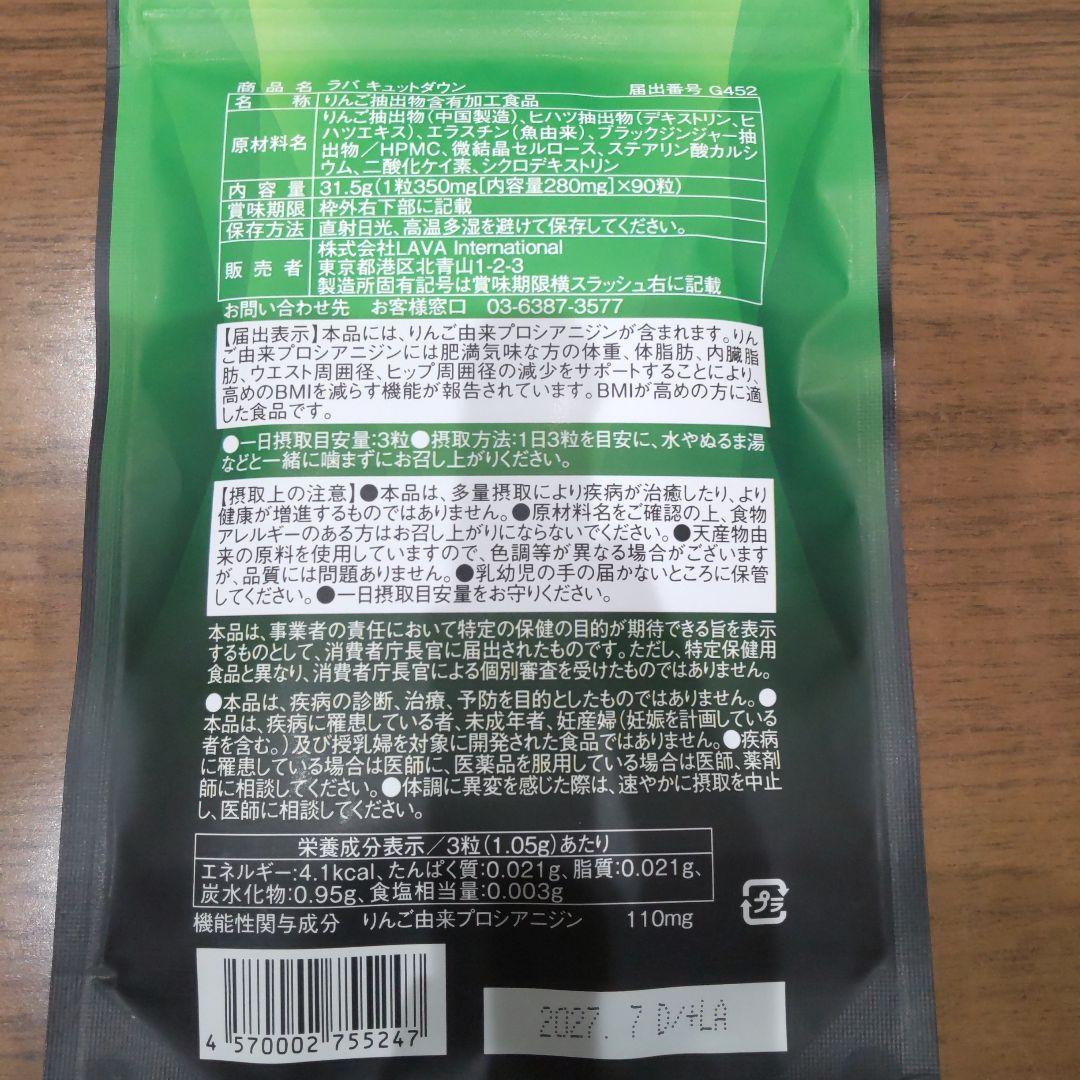 商品名 ラバ キュットダウン 届出番号 G452
名称 りんご抽出物含有加工食品
原材料名 りんご抽出物(中国製造)、ヒハツ抽出物(デキストリン、ヒ
ハツエキス)、エラスチン(魚由来)、ブラックジンジャー抽
出物/HPMC、微結晶セルロース、ステアリン酸カルシ
ウム、二酸化ケイ素、シクロデキストリン
内容量 31.5g(1粒350mg[内容量280mg]×90粒)
賞味期限 枠外右下部に記載
保存方法 直射日光、高温多湿を避けて保存してください。
販売者 株式会社LAVA International
東京都港区北青山1-2-3
製造所固有記号は賞味期限横スラッシュ右に記載
お問い合わせ先 お客様窓口 03-6387-3577
【届出表示】本品には、りんご由来プロシアニジンが含まれます。りん
ご由来プロシアニジンには肥満気味な方の体重、体脂肪、内臓脂
肪、ウエスト周囲径、ヒップ周囲径の減少をサポートすることにより、
高めのBMIを減らす機能が報告されています。BMIが高めの方に適
した食品です。
●一日摂取目安量:3粒●摂取方法:1日3粒を目安に、水やぬるま湯
などと一緒に噛まずにお召し上がりください。
【摂取上の注意】●本品は、多量摂取により疾病が治癒したり、より
健康が増進するものではありません。●原材料名をご確認の上、食物
アレルギーのある方はお召し上がりにならないでください。●天産物由
来の原料を使用していますので、色調等が異なる場合がございます
が、品質には問題ありません。●乳幼児の手の届かないところに保管
してください。●一日摂取目安量をお守りください。
本品は、事業者の責任において特定の保健の目的が期待できる旨を表示
するものとして、消費者庁長官に届出されたものです。ただし、特定保健用
食品と異なり、消費者庁長官による個別審査を受けたものではありません。
●本品は、疾病の診断、治療、予防を目的としたものではありません。●
本品は、疾病に罹患している者、未成年者、妊産婦(妊娠を計画している
者を含む。)及び授乳婦を対象に開発された食品ではありません。●疾病
に罹患している場合は医師に、医薬品を服用している場合は医師、薬剤
師に相談してください。●体調に異変を感じた際は、速やかに摂取を中止
し、医師に相談してください。
栄養成分表示/3粒(1.05g)あたり
エネルギー:4.1kcal、たんぱく質:0.021g、脂質:0.021g、
炭水化物:0.95g、食塩相当量:0.003g
機能性関与成分 りんご由来プロシアニジン 110mg
プラ
4 570002 755247
2027. 7 D/+LA